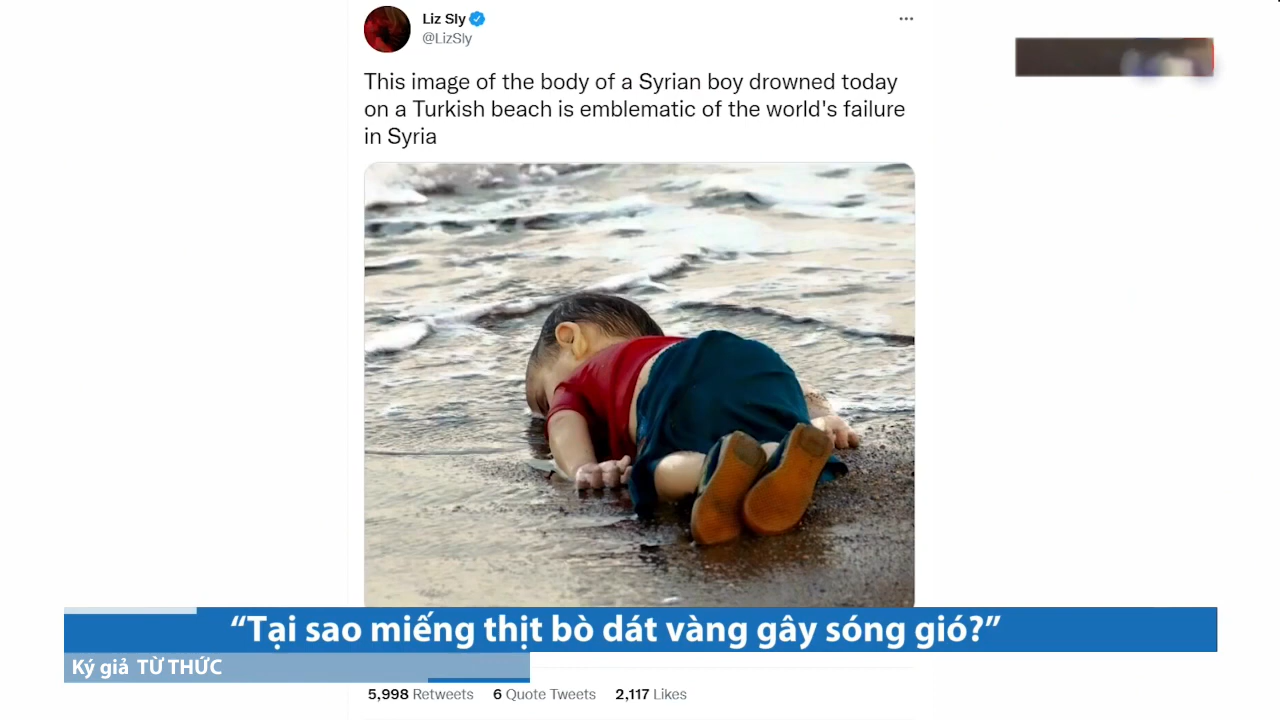 Liz Sly
@LizSly
This image of the body of a Syrian boy drowned today
on a Turkish beach is emblematic of the world's failure
in Syria
“Tại sao miếng thịt bò dát vàng gây sóng gió?”
Ký giả TỪ THỨC
5,998 Retweets 6 Quote Tweets 2,117 Likes